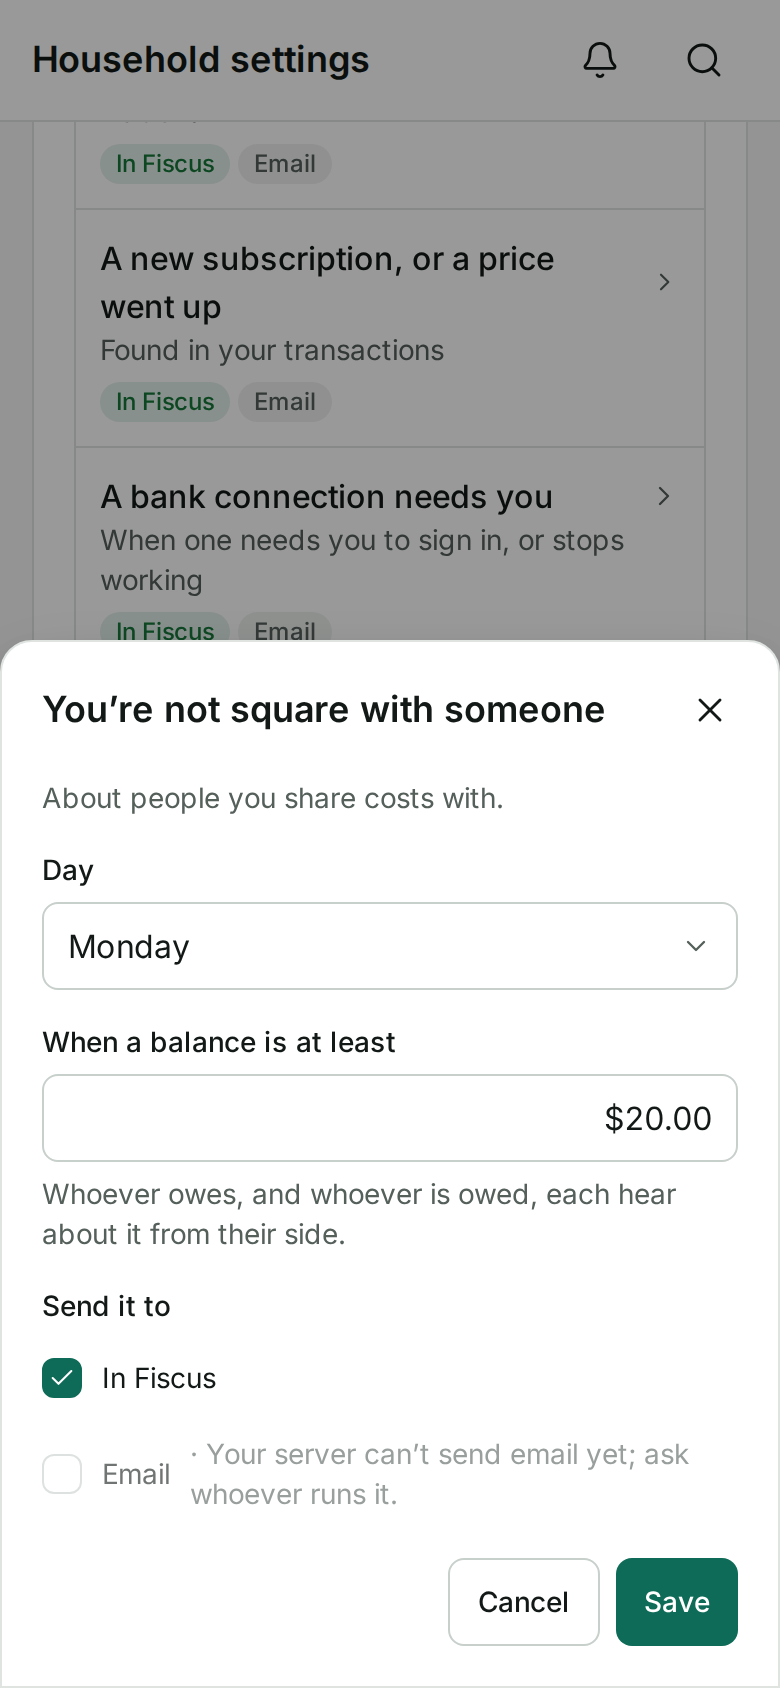 Household settings
In Fiscus
Email
A new subscription, or a price
went up
Found in your transactions
In Fiscus
Email
A bank connection needs you
When one needs you to sign in, or stops
working
In Fiscus
Email
You’re not square with someone
About people you share costs with.
Day
Monday
When a balance is at least
$20.00
Whoever owes, and whoever is owed, each hear
about it from their side.
Send it to
In Fiscus
Email
· Your server can’t send email yet; ask
whoever runs it.
Cancel
Save